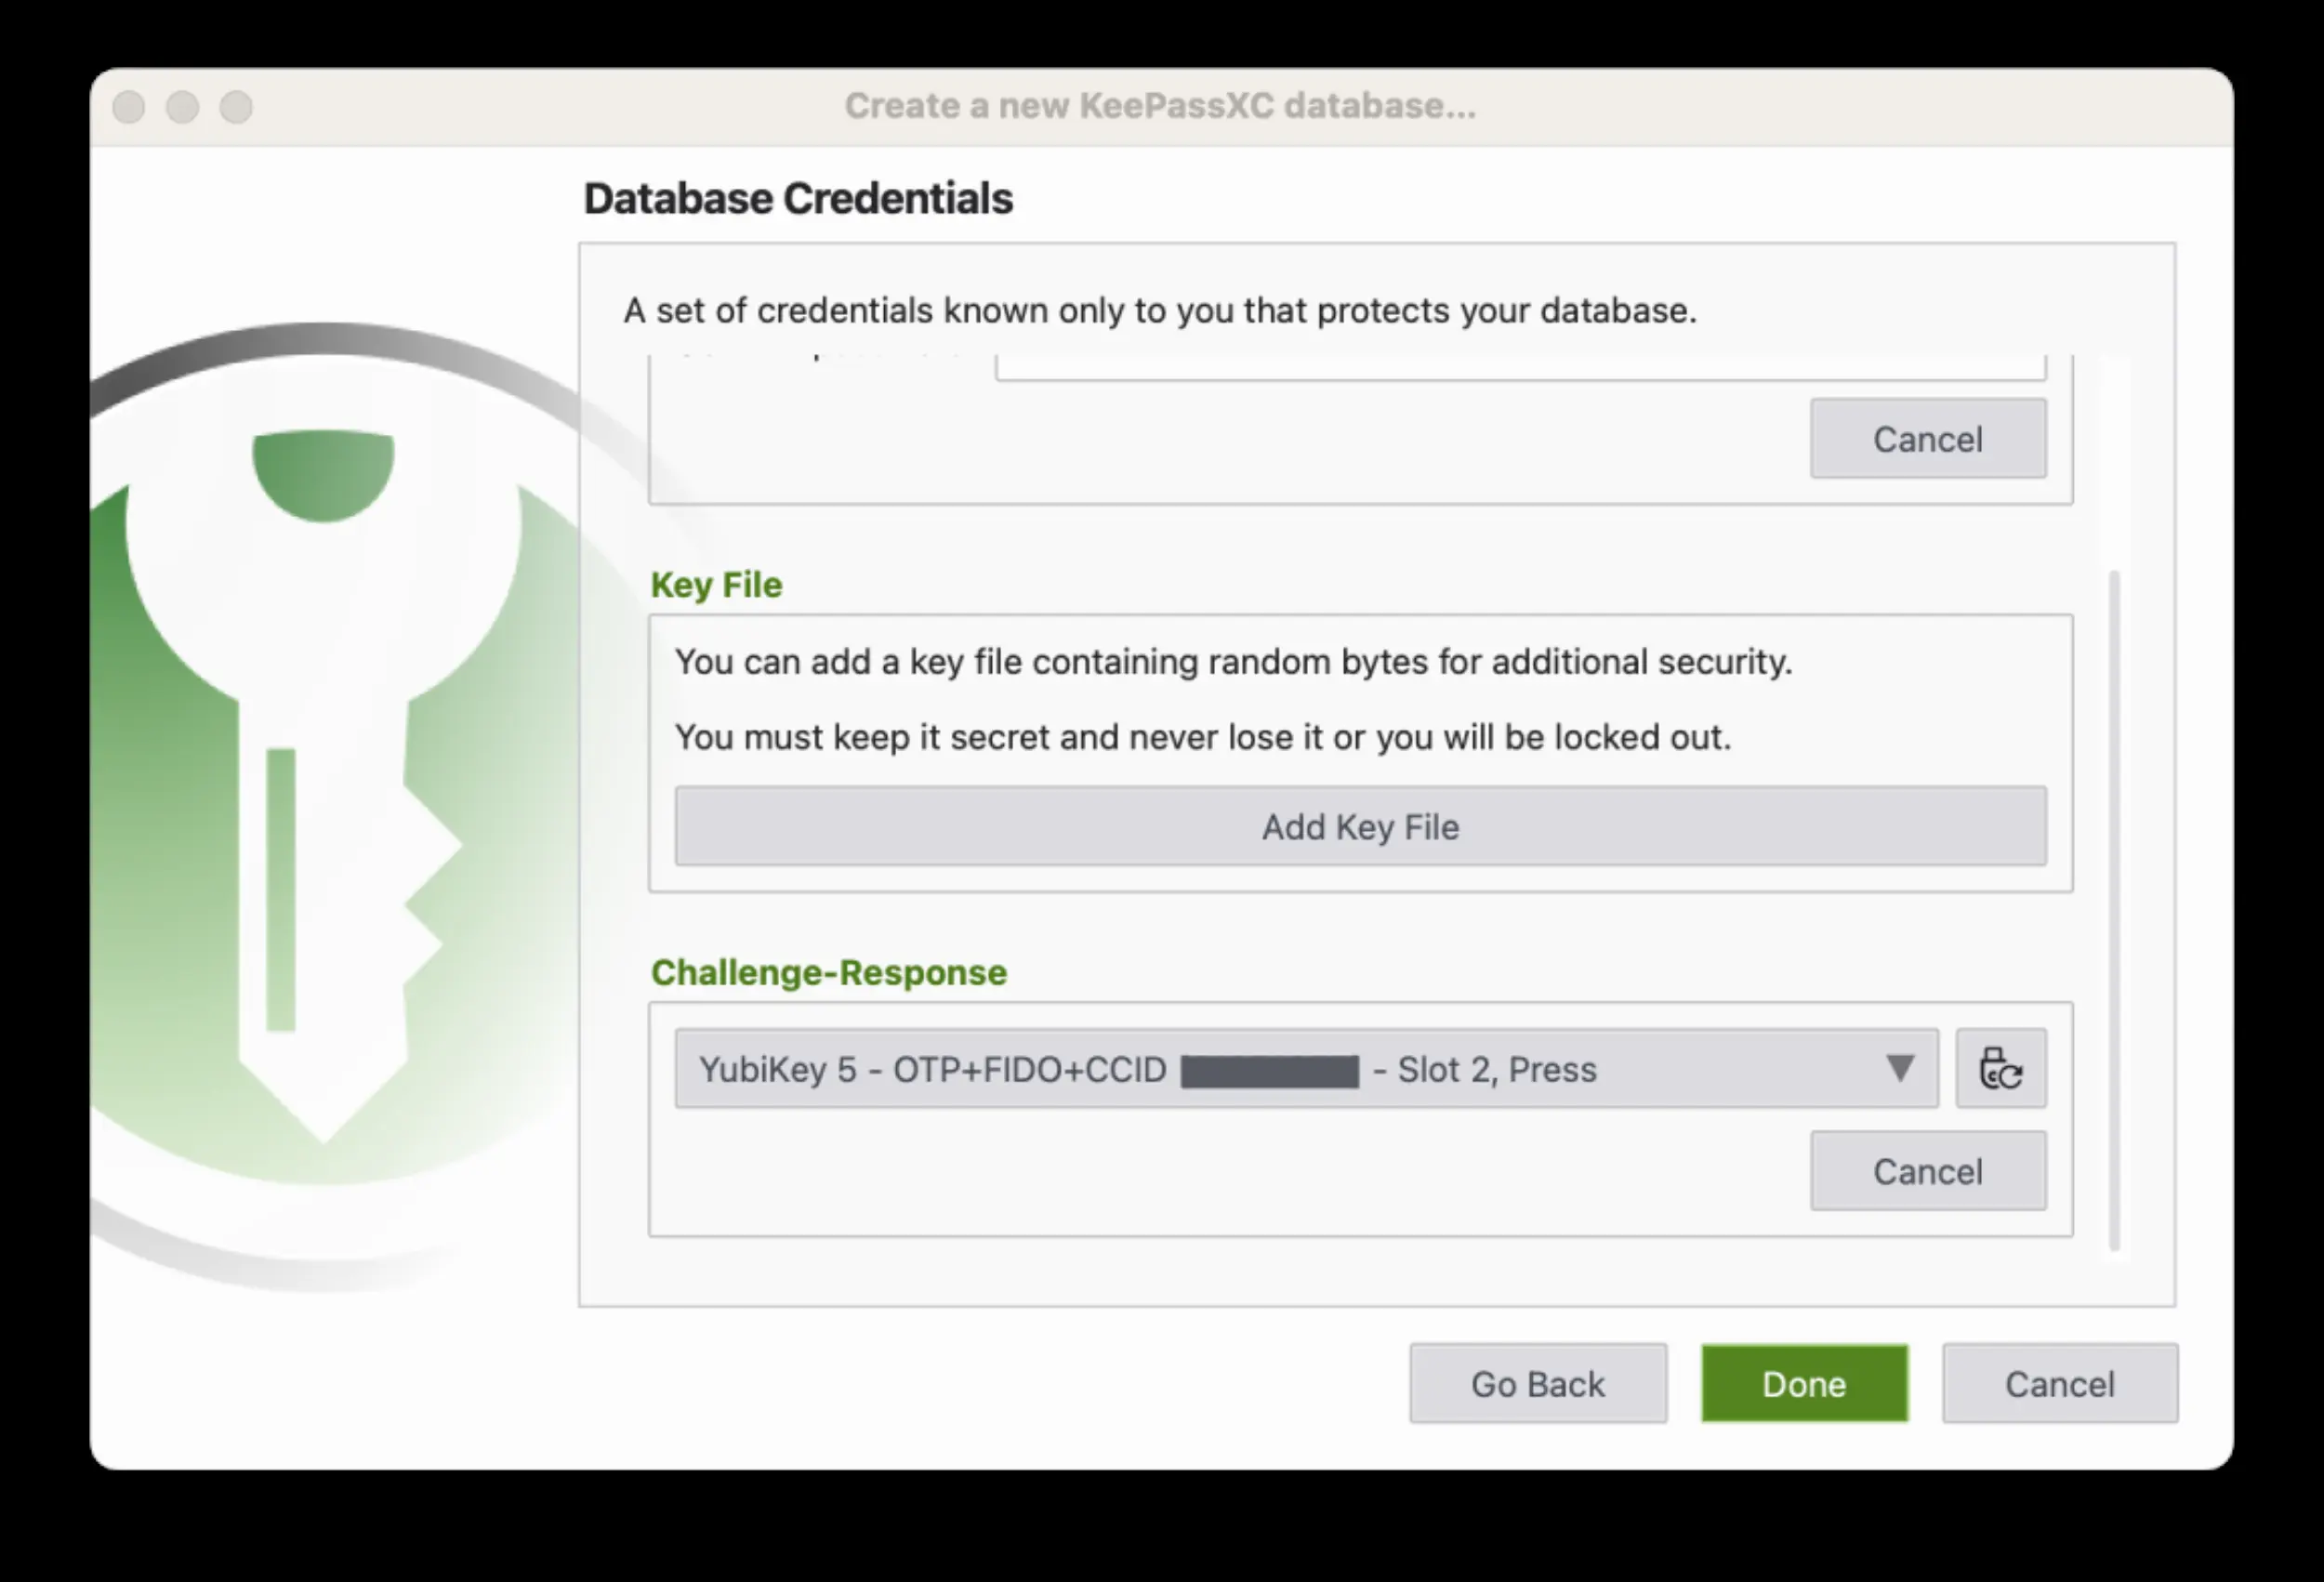 Create a new KeePassXC database...
Database Credentials
A set of credentials known only to you that protects your database.
Cancel
Key File
You can add a key file containing random bytes for additional security.
You must keep it secret and never lose it or you will be locked out.
Add Key File
Challenge-Response
YubiKey 5 - OTP+FIDO+CCID - Slot 2, Press
Cancel
Go Back
Done
Cancel